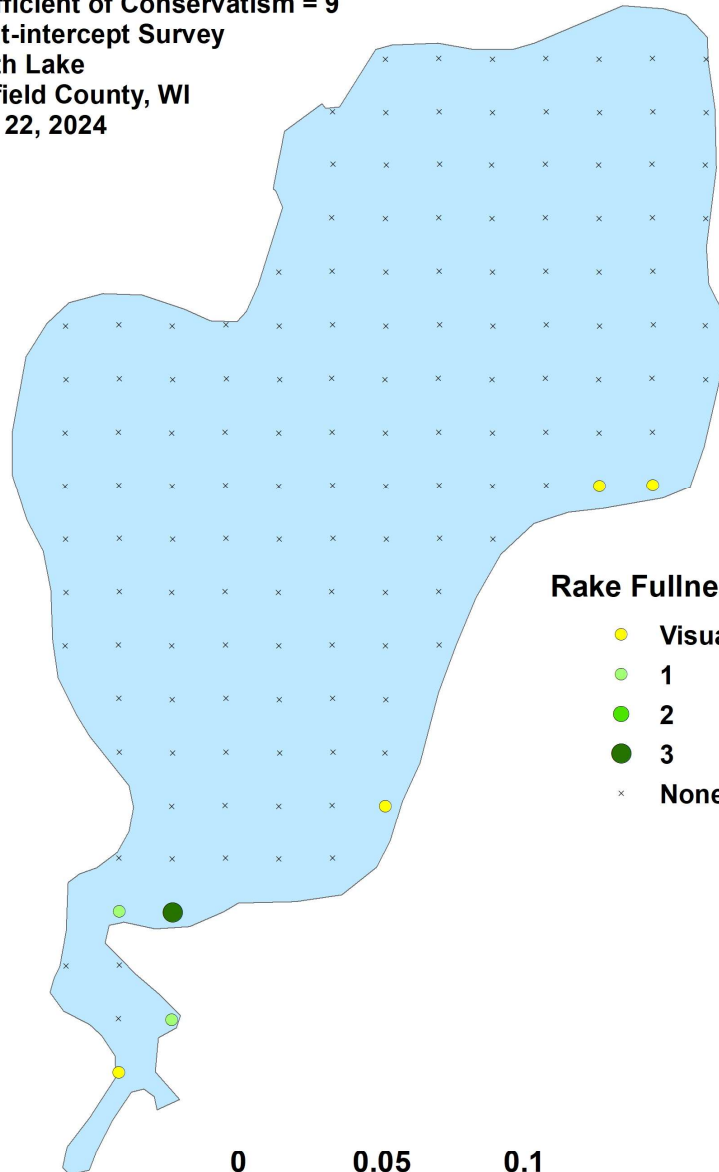 fficient of Conservatism = 9
t-intercept Survey
th Lake
field County, WI
22, 2024
Rake Fullne
Visua
1
2
3
None
0 0.05 0.1